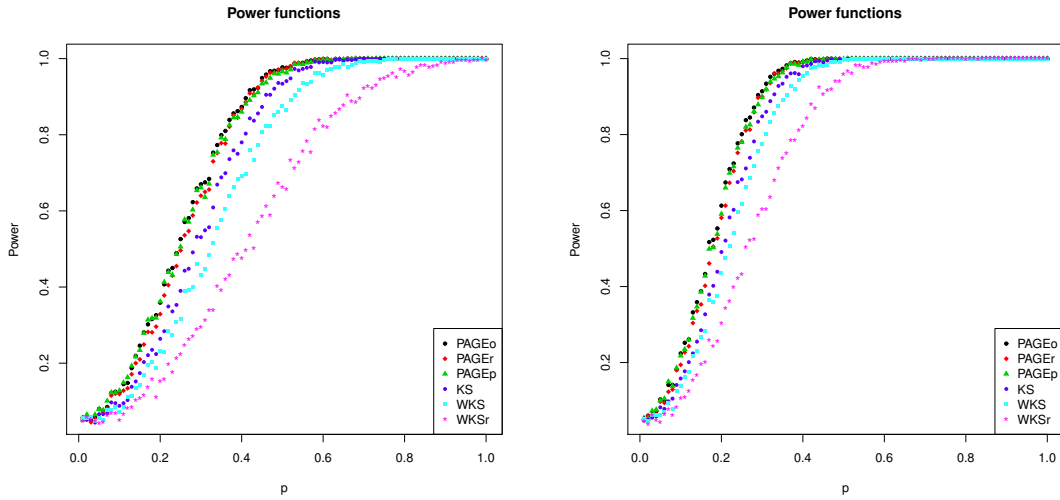 Power functions
Power
1.0
0.8
0.6
0.4
0.2
PAGEo
PAGEr
PAGEp
KS
WKS
WKSr
0.0 0.2 0.4 0.6 0.8 1.0
p
Power functions
Power
1.0
0.8
0.6
0.4
0.2
PAGEo
PAGEr
PAGEp
KS
WKS
WKSr
0.0 0.2 0.4 0.6 0.8 1.0
p